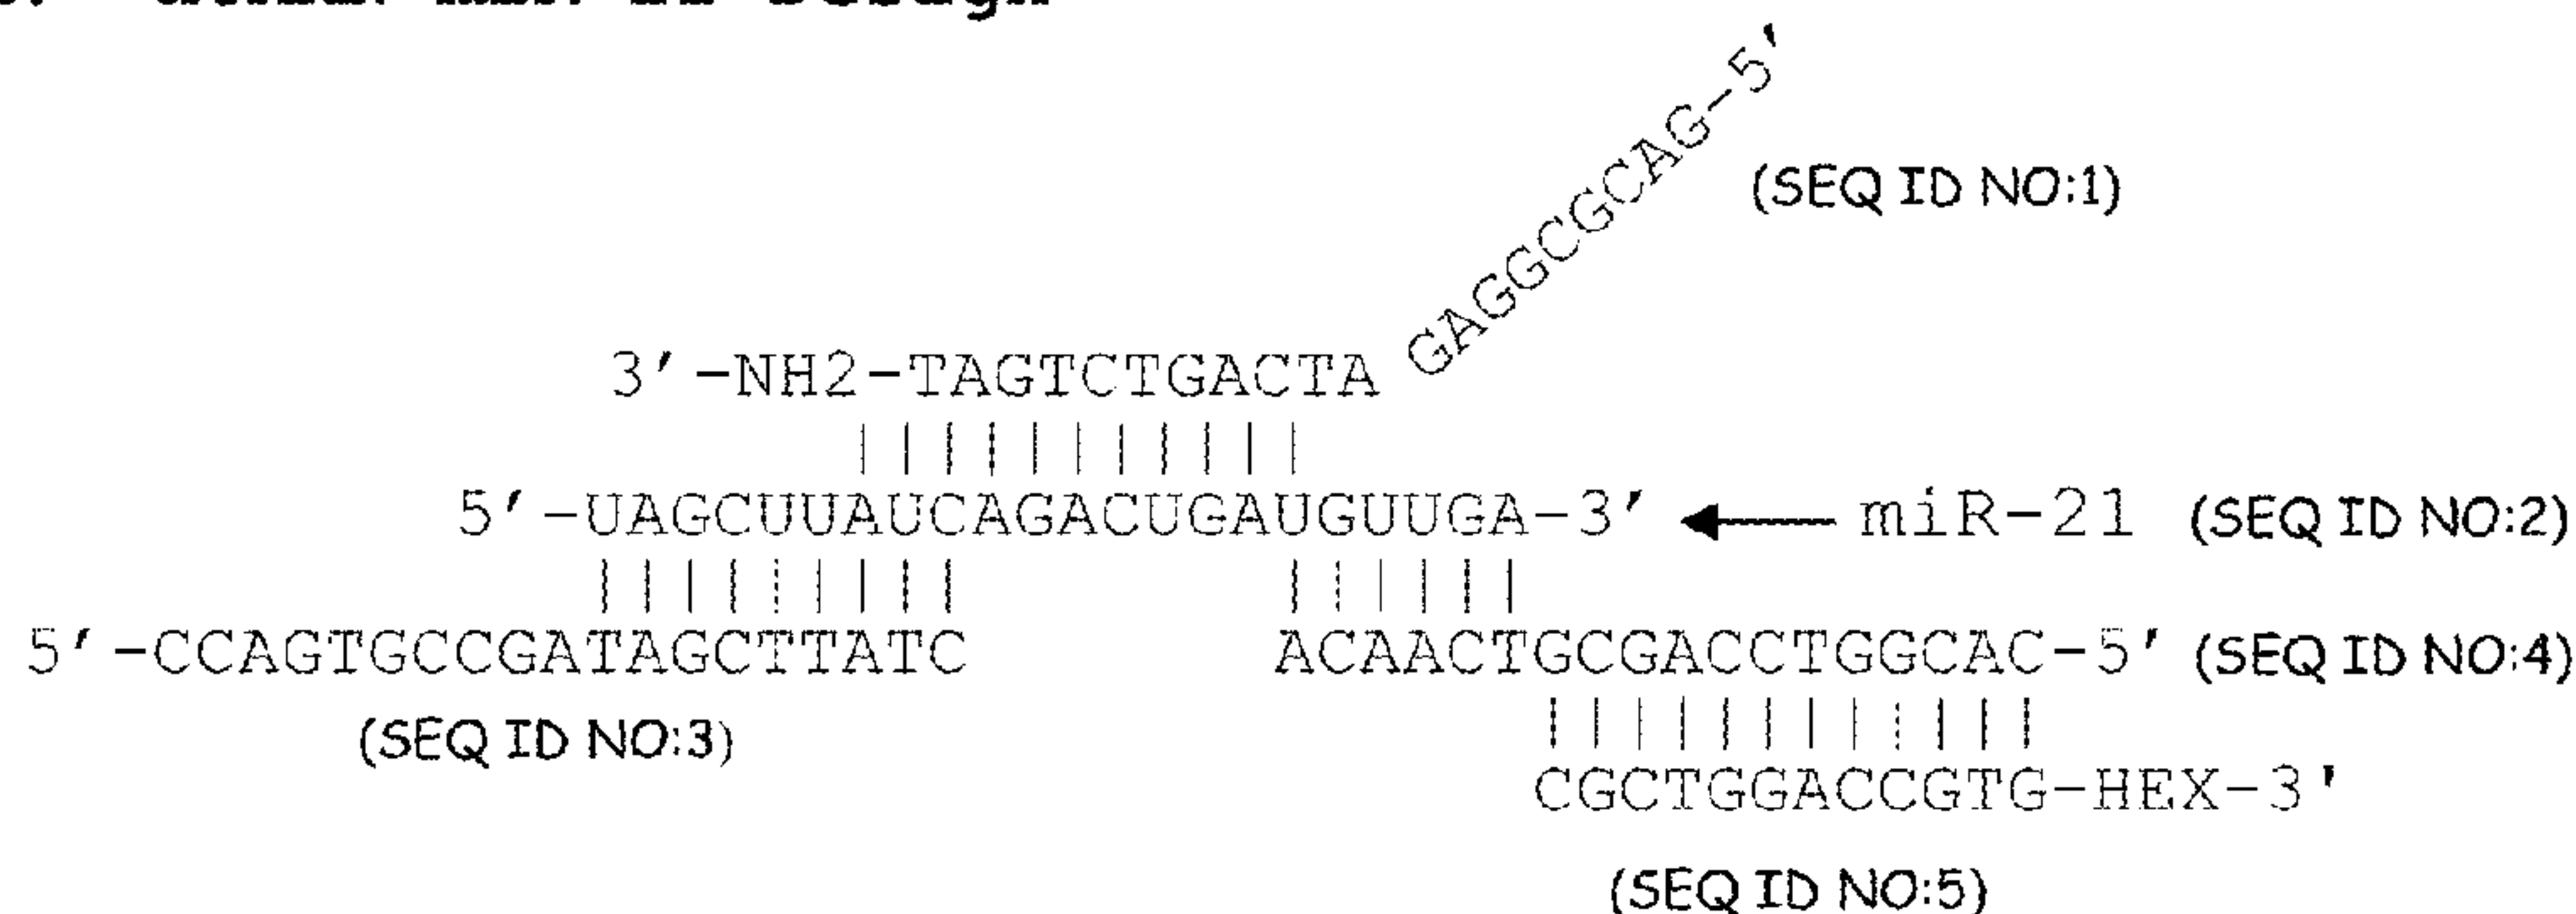 GAGGCGCAG-5'
(SEQ ID NO:1)
3'-NH2-TAGTCTGACTA
5'-UAGCUUAUCAGACUGAUGUUGA-3' miR-21 (SEQ ID NO:2)
5'-CCAGTGCCGATAGCTTATC ACAACTGCGACCTGGCAC-5' (SEQ ID NO:4)
(SEQ ID NO:3)
CGCTGGACCGTG-HEX-3'
(SEQ ID NO:5)